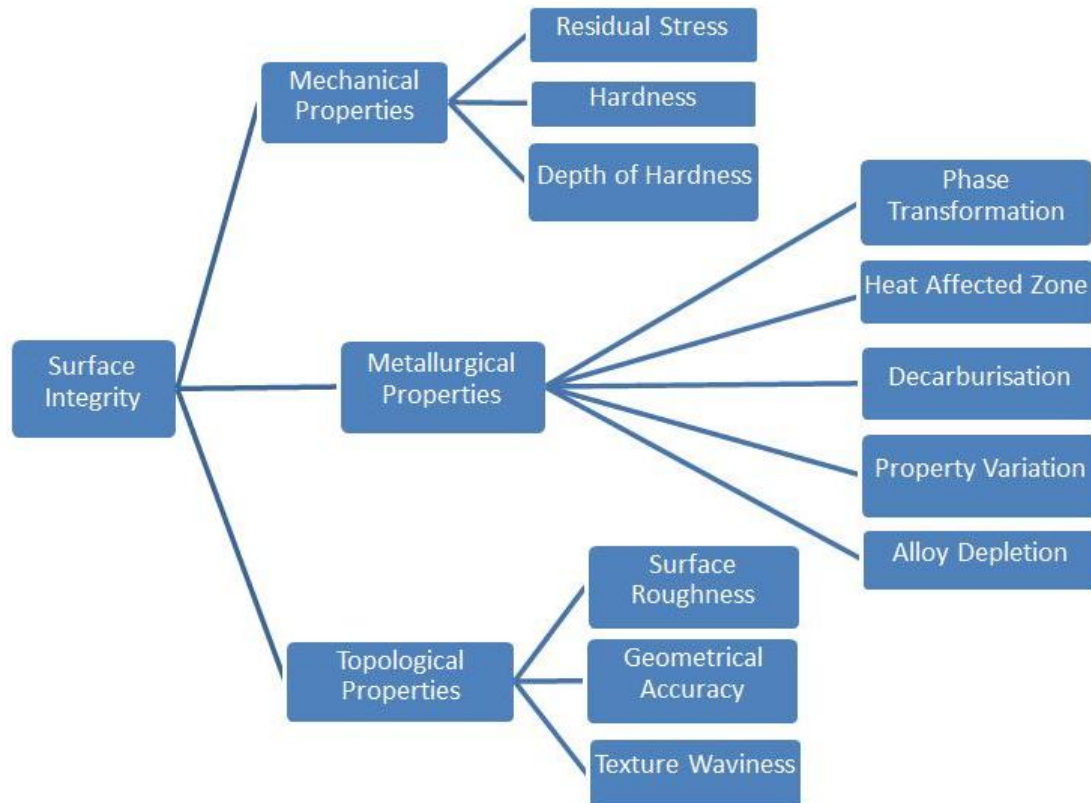 Residual Stress
Mechanical
Properties
Hardness
Depth of Hardness
Phase
Transformation
Heat Affected Zone
Surface
Integrity
Metallurgical
Properties
Decarburisation
Property Variation
Alloy Depletion
Surface
Roughness
Topological
Properties
Geometrical
Accuracy
Texture Waviness